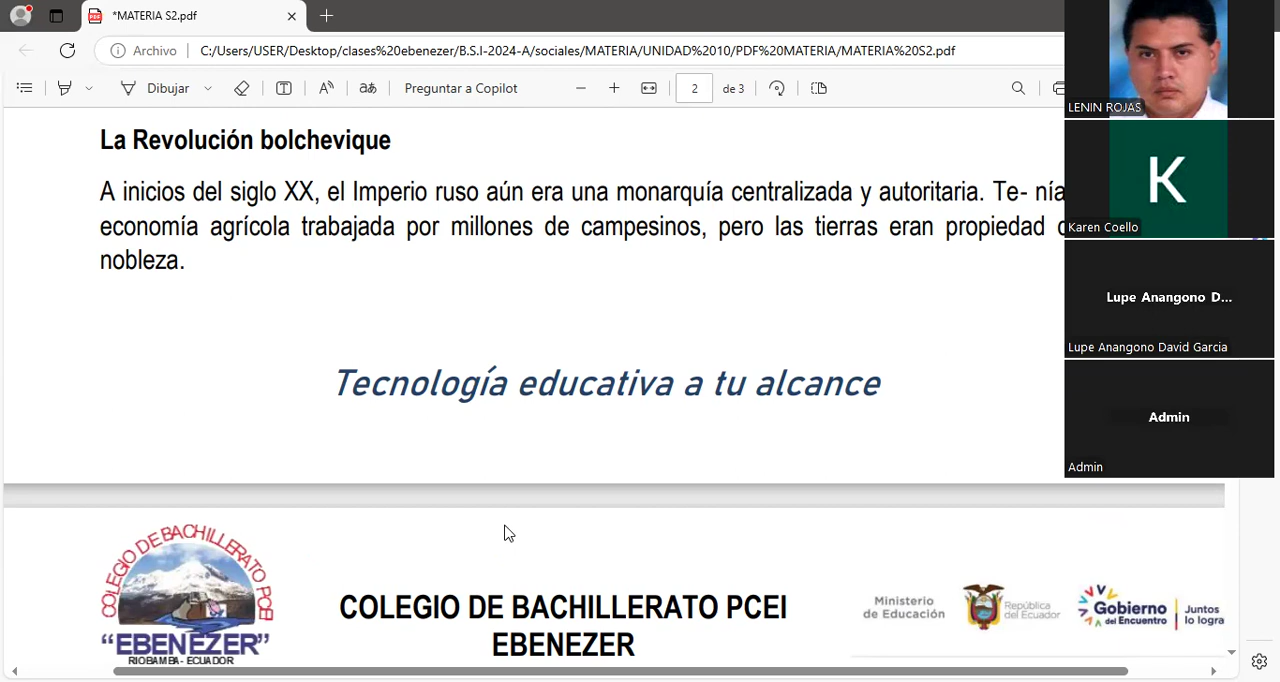 *MATERIA S2.pdf
Archivo
C:/Users/USER/Desktop/clases%20ebenezer/B.S.I-2024-A/sociales/MATERIA/UNIDAD%2010/PDF%20MATERIA/MATERIA%20S2.pdf
Dibujar
Preguntar a Copilot
2
de 3
LENIN ROJAS
La Revolución bolchevique
A inicios del siglo XX, el Imperio ruso aún era una monarquía centralizada y autoritaria. Te- nía
economía agrícola trabajada por millones de campesinos, pero las tierras eran propiedad
nobleza.
K
Karen Coello
Lupe Anangono D...
Lupe Anangono David Garcia
Tecnología educativa a tu alcance
Admin
Admin
COLEGIO DE BACHILLERATO PCEI
"EBENEZER"
RIOBAMBA - ECUADOR
COLEGIO DE BACHILLERATO PCEI
EBENEZER
Ministerio
de Educación
República
del Ecuador
Gobierno
del Encuentro
Juntos
lo logra